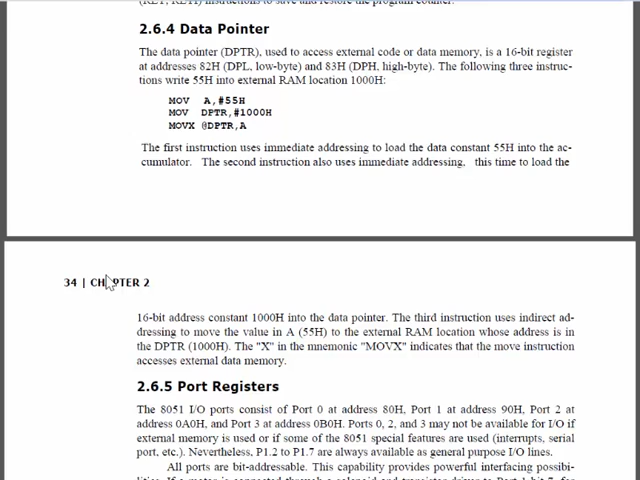 (RET, RETI) instructions to save and restore the program counter.
2.6.4 Data Pointer
The data pointer (DPTR), used to access external code or data memory, is a 16-bit register
at addresses 82H (DPL, low-byte) and 83H (DPH, high-byte). The following three instruc-
tions write 55H into external RAM location 1000H:
MOV A,#55H
MOV DPTR,#1000H
MOVX @DPTR,A
The first instruction uses immediate addressing to load the data constant 55H into the ac-
cumulator. The second instruction also uses immediate addressing, this time to load the
34 | CHAPTER 2
16-bit address constant 1000H into the data pointer. The third instruction uses indirect ad-
dressing to move the value in A (55H) to the external RAM location whose address is in
the DPTR (1000H). The "X" in the mnemonic "MOVX" indicates that the move instruction
accesses external data memory.
2.6.5 Port Registers
The 8051 I/O ports consist of Port 0 at address 80H, Port 1 at address 90H, Port 2 at
address 0A0H, and Port 3 at address 0B0H. Ports 0, 2, and 3 may not be available for I/O if
external memory is used or if some of the 8051 special features are used (interrupts, serial
port, etc.). Nevertheless, P1.2 to P1.7 are always available as general purpose I/O lines.
All ports are bit-addressable. This capability provides powerful interfacing possibi-